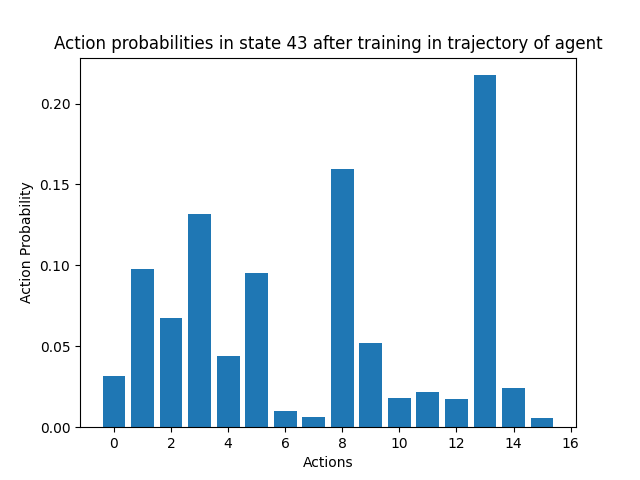 Action probabilities in state 43 after training in trajectory of agent
0.20
0.15
0.10
0.05
0.00
Action Probability
0 2 4 6 8 10 12 14 16
Actions